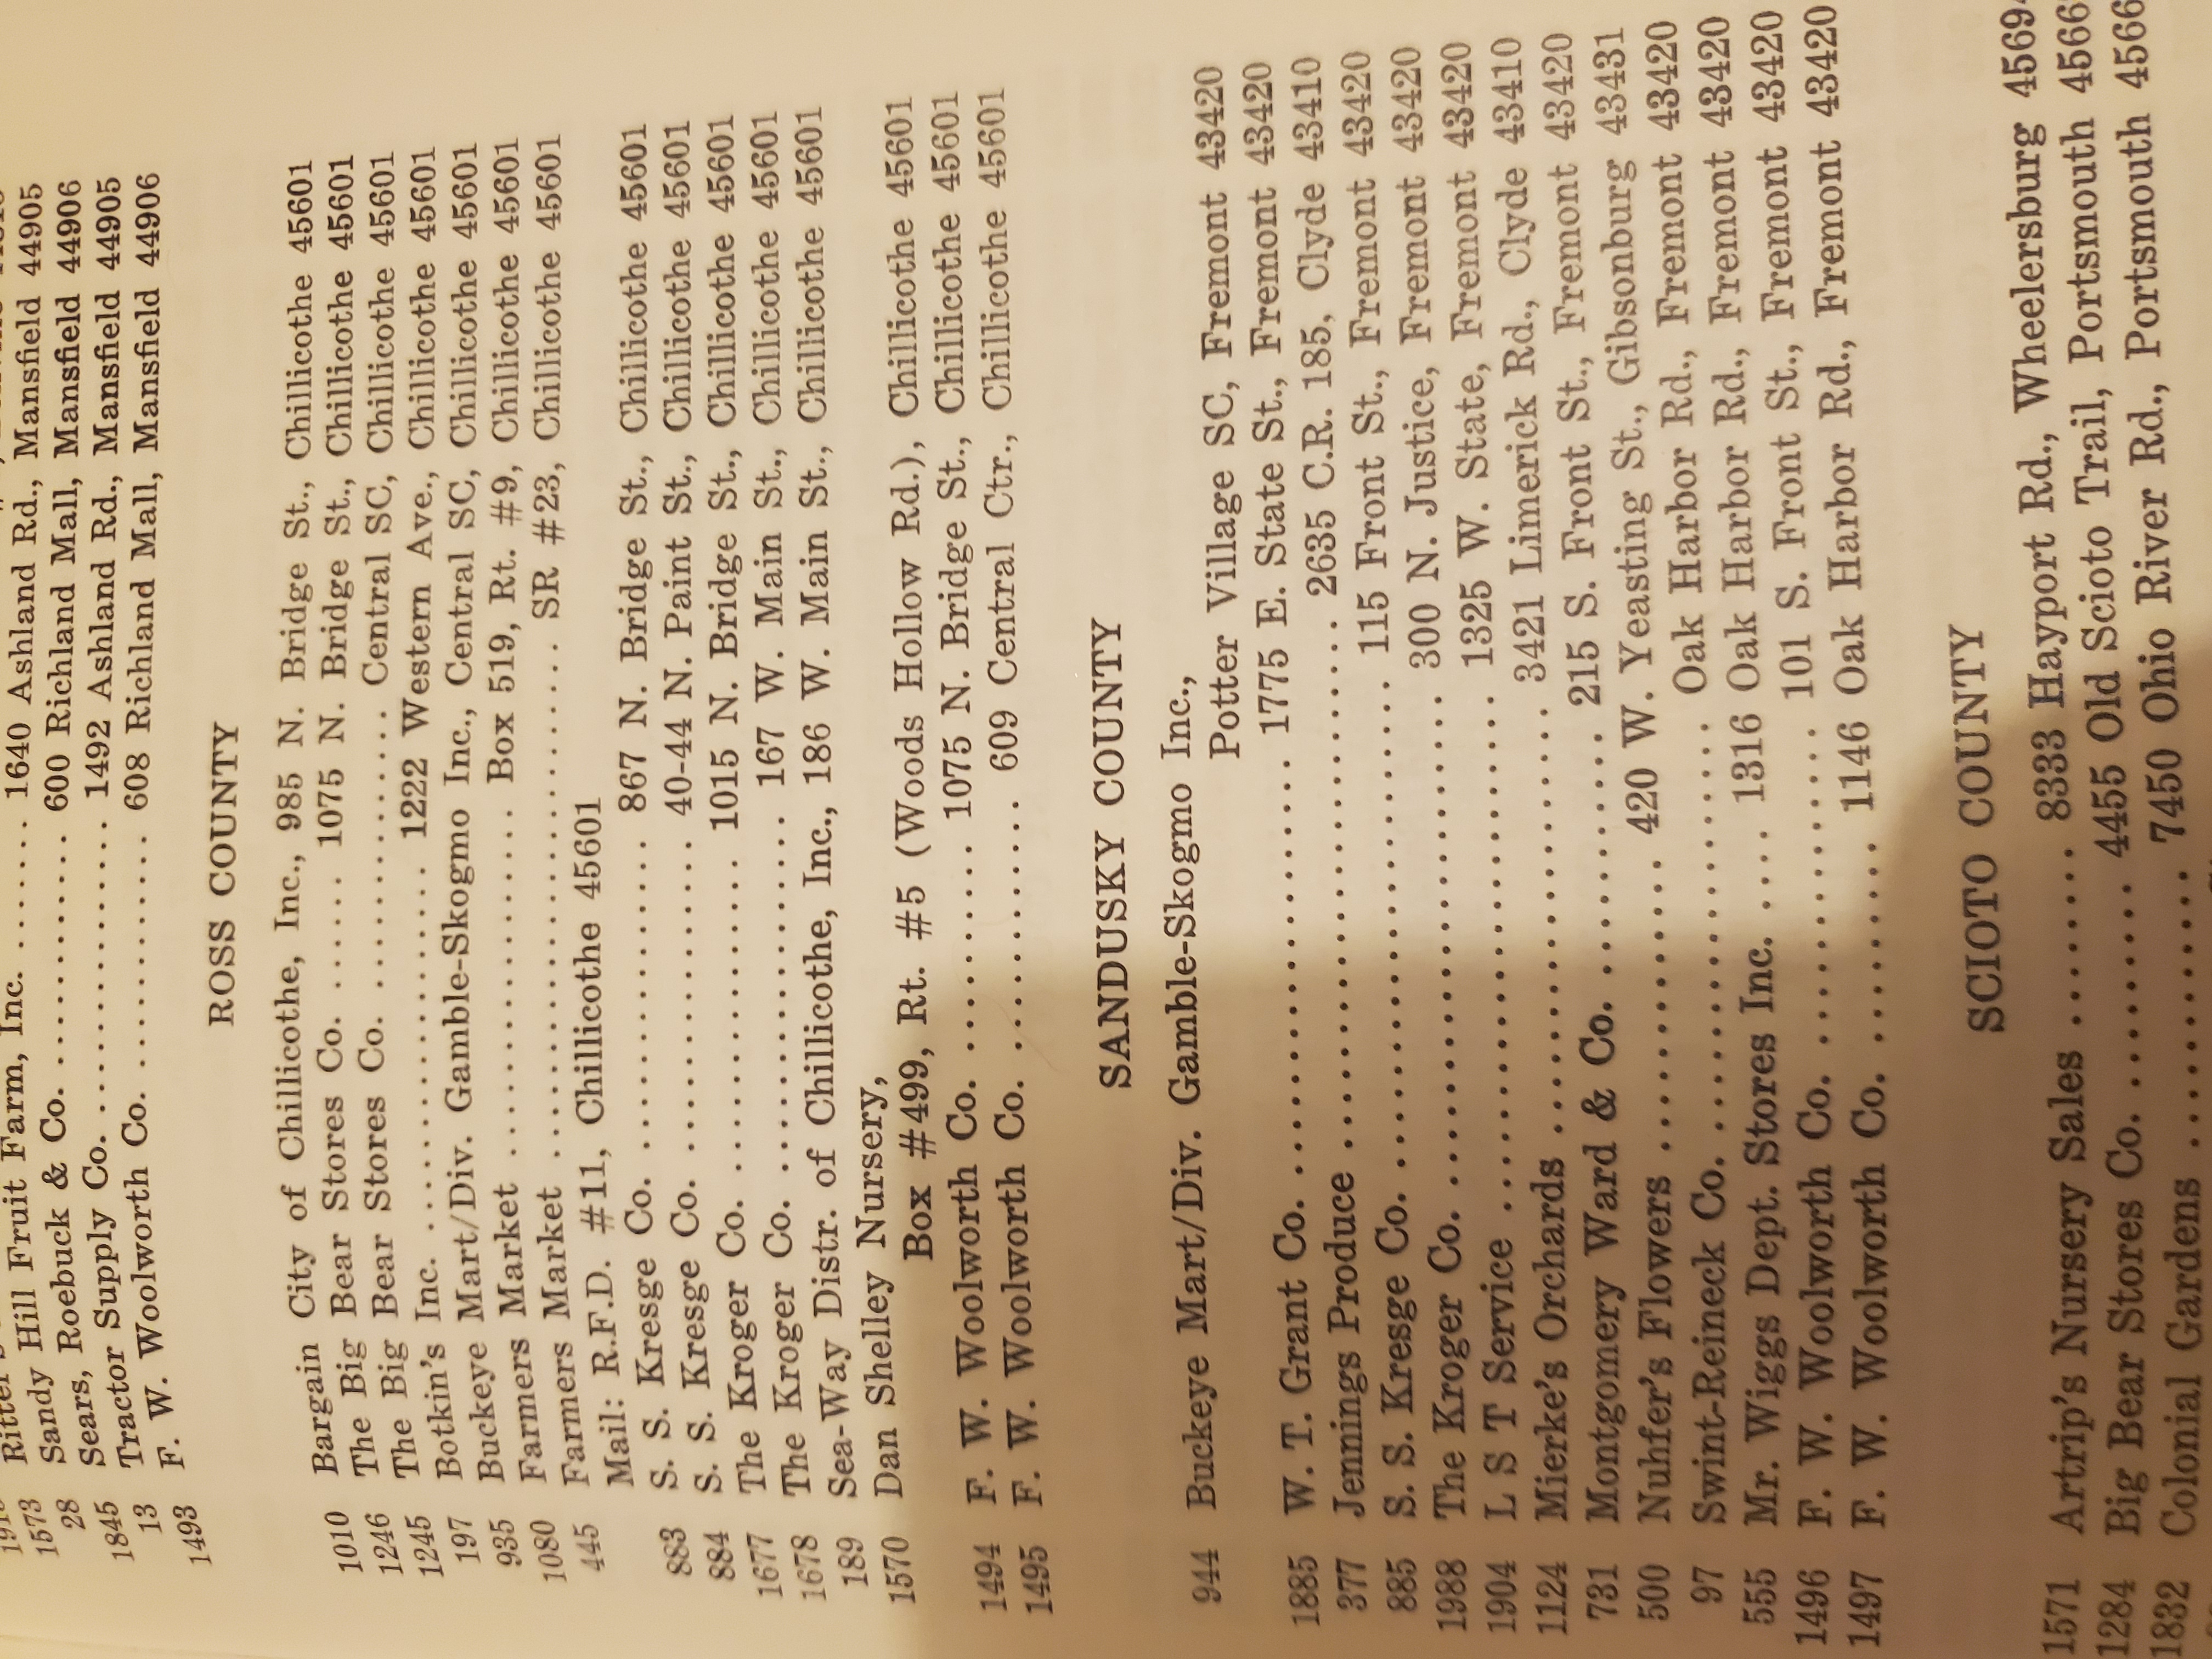 28 Sandy Hill Fruit Farm, Inc. ...... 1640 Ashland Rd., Mansfield 44905
1845 Sears, Roebuck & Co. ............ 600 Richland Mall, Mansfield 44906
13 Tractor Supply Co. ............ 1492 Ashland Rd., Mansfield 44905
1493 F. W. Woolworth Co. ............ 608 Richland Mall, Mansfield 44906
ROSS COUNTY
1010 Bargain City of Chillicothe, Inc., 985 N. Bridge St., Chillicothe 45601
1246 The Big Bear Stores Co. ...... 1075 N. Bridge St., Chillicothe 45601
1245 The Big Bear Stores Co. ............ Central SC, Chillicothe 45601
197 Botkin's Inc. .................. 1222 Western Ave., Chillicothe 45601
935 Buckeye Mart/Div. Gamble-Skogmo Inc., Central SC, Chillicothe 45601
1080 Farmers Market .................. Box 519, Rt. #9, Chillicothe 45601
445 Farmers Market ........................ SR #23, Chillicothe 45601
Mail: R.F.D. #11, Chillicothe 45601
883 S. S. Kresge Co. .................. 867 N. Bridge St., Chillicothe 45601
884 S. S. Kresge Co. .................. 40-44 N. Paint St., Chillicothe 45601
1677 The Kroger Co. .................. 1015 N. Bridge St., Chillicothe 45601
1678 The Kroger Co. .................. 167 W. Main St., Chillicothe 45601
189 Sea-Way Distr. of Chillicothe, Inc., 186 W. Main St., Chillicothe 45601
1570 Dan Shelley Nursery,
Box #499, Rt. #5 (Woods Hollow Rd.), Chillicothe 45601
1494 F. W. Woolworth Co. ............ 1075 N. Bridge St., Chillicothe 45601
1495 F. W. Woolworth Co. ............ 609 Central Ctr., Chillicothe 45601
SANDUSKY COUNTY
944 Buckeye Mart/Div. Gamble-Skogmo Inc.,
Potter Village SC, Fremont 43420
1885 W. T. Grant Co. .................. 1775 E. State St., Fremont 43420
377 Jennings Produce ........................ 2635 C.R. 185, Clyde 43410
885 S. S. Kresge Co. ........................ 115 Front St., Fremont 43420
1988 The Kroger Co. ........................ 300 N. Justice, Fremont 43420
1904 L S T Service ........................ 1325 W. State, Fremont 43420
1124 Mierke's Orchards .................. 3421 Limerick Rd., Clyde 43410
731 Montgomery Ward & Co. ............ 215 S. Front St., Fremont 43420
500 Nuhfer's Flowers ............ 420 W. Yeasting St., Gibsonburg 43431
97 Swint-Reineck Co. .................. Oak Harbor Rd., Fremont 43420
555 Mr. Wiggs Dept. Stores Inc. .... 1316 Oak Harbor Rd., Fremont 43420
1496 F. W. Woolworth Co. ............ 101 S. Front St., Fremont 43420
1497 F. W. Woolworth Co. ......... 1146 Oak Harbor Rd., Fremont 43420
SCIOTO COUNTY
1571 Artrip's Nursery Sales ......... 8333 Hayport Rd., Wheelersburg
1284 Big Bear Stores Co. ............ 4455 Old Scioto Trail, Portsmouth
1832 Colonial Gardens ............ 7450 Ohio River Rd., Portsmouth